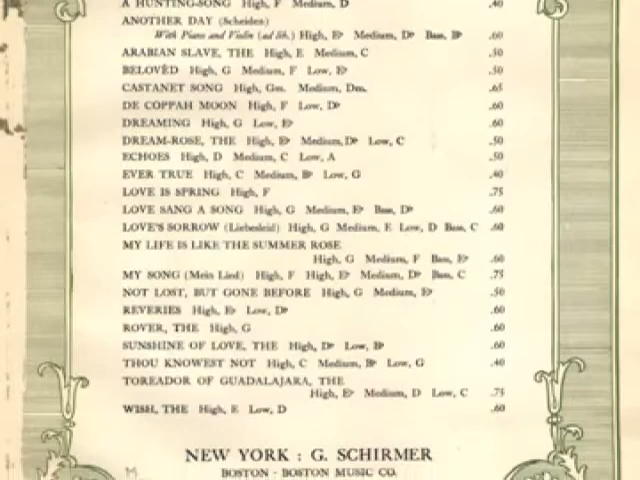 A HUNTING-SONG High, F Medium, D .40
ANOTHER DAY (Scheiden)
With Piano and Violin (ad lib.) High, E♭ Medium, D♭ Bass, B♭ .60
ARABIAN SLAVE, THE High, E Medium, C .50
BELOVÈD High, G Medium, F Low, E♭ .50
CASTANET SONG High, Gm. Medium, Dm. .65
DE COPPAH MOON High, F Low, D♭ .60
DREAMING High, G Low, E♭ .60
DREAM-ROSE, THE High, E♭ Medium, D♭ Low, C .50
ECHOES High, D Medium, C Low, A .50
EVER TRUE High, C Medium, B♭ Low, G .40
LOVE IS SPRING High, F .75
LOVE SANG A SONG High, G Medium, E♭ Bass, D♭ .60
LOVE'S SORROW (Liebesleid) High, G Medium, E Low, D Bass, C .60
MY LIFE IS LIKE THE SUMMER ROSE
High, G Medium, F Bass, E♭ .60
MY SONG (Mein Lied) High, F High, E♭ Medium, D♭ Bass, C .75
NOT LOST, BUT GONE BEFORE High, G Medium, E♭ .50
REVERIES High, E♭ Low, D♭ .60
ROVER, THE High, G .60
SUNSHINE OF LOVE, THE High, D♭ Low, B♭ .60
THOU KNOWEST NOT High, C Medium, B♭ Low, G .40
TOREADOR OF GUADALAJARA, THE
High, E♭ Medium, D Low, C .75
WISH, THE High, E Low, D .60
NEW YORK : G. SCHIRMER
BOSTON · BOSTON MUSIC CO.